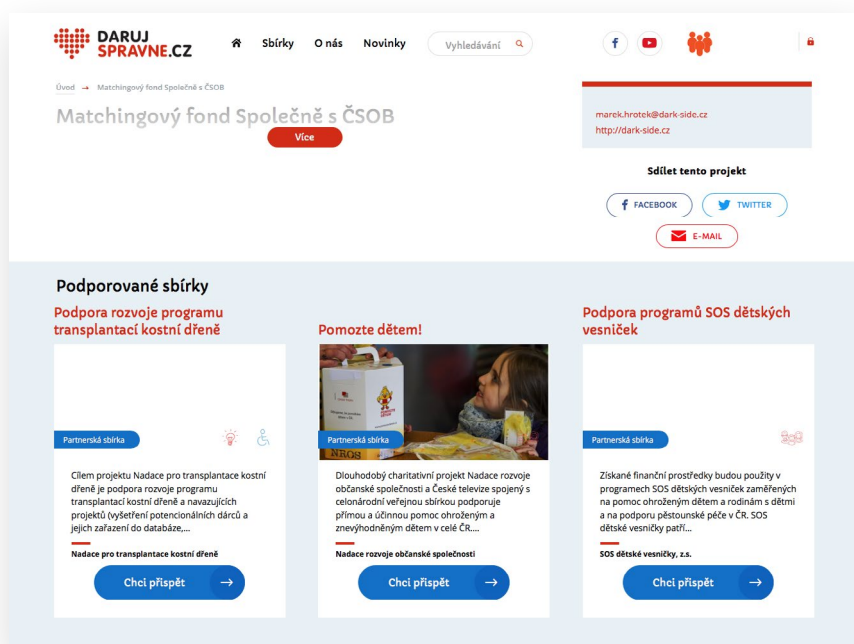 DARUJ
SPRAVNE.CZ
Sbírky O nás Novinky Vyhledávání
Úvod → Matchingový fond Společně s ČSOB
Matchingový fond Společně s ČSOB
Více
marek.hrotek@dark-side.cz
http://dark-side.cz
Sdílet tento projekt
FACEBOOK TWITTER
E-MAIL
Podporované sbírky
Podpora rozvoje programu
transplantací kostní dřeně
Partnerská sbírka
Cílem projektu Nadace pro transplantace kostní
dřeně je podpora rozvoje programu
transplantací kostní dřeně a navazujících
projektů (vyšetření potencionálních dárců a
jejich zařazení do databáze,...
Nadace pro transplantace kostní dřeně
Chci přispět →
Pomozte dětem!
NROS
Partnerská sbírka
Dlouhodobý charitativní projekt Nadace rozvoje
občanské společnosti a České televize spojený s
celonárodní veřejnou sbírkou podporuje
přímou a účinnou pomoc ohroženým a
znevýhodněným dětem v celé ČR....
Nadace rozvoje občanské společnosti
Chci přispět →
Podpora programů SOS dětských
vesniček
Partnerská sbírka
Získané finanční prostředky budou použity v
programech SOS dětských vesniček zaměřených
na pomoc ohroženým dětem a rodinám s dětmi
a na podporu pěstounské péče v ČR. SOS
dětské vesničky patří...
SOS dětské vesničky, z.s.
Chci přispět →